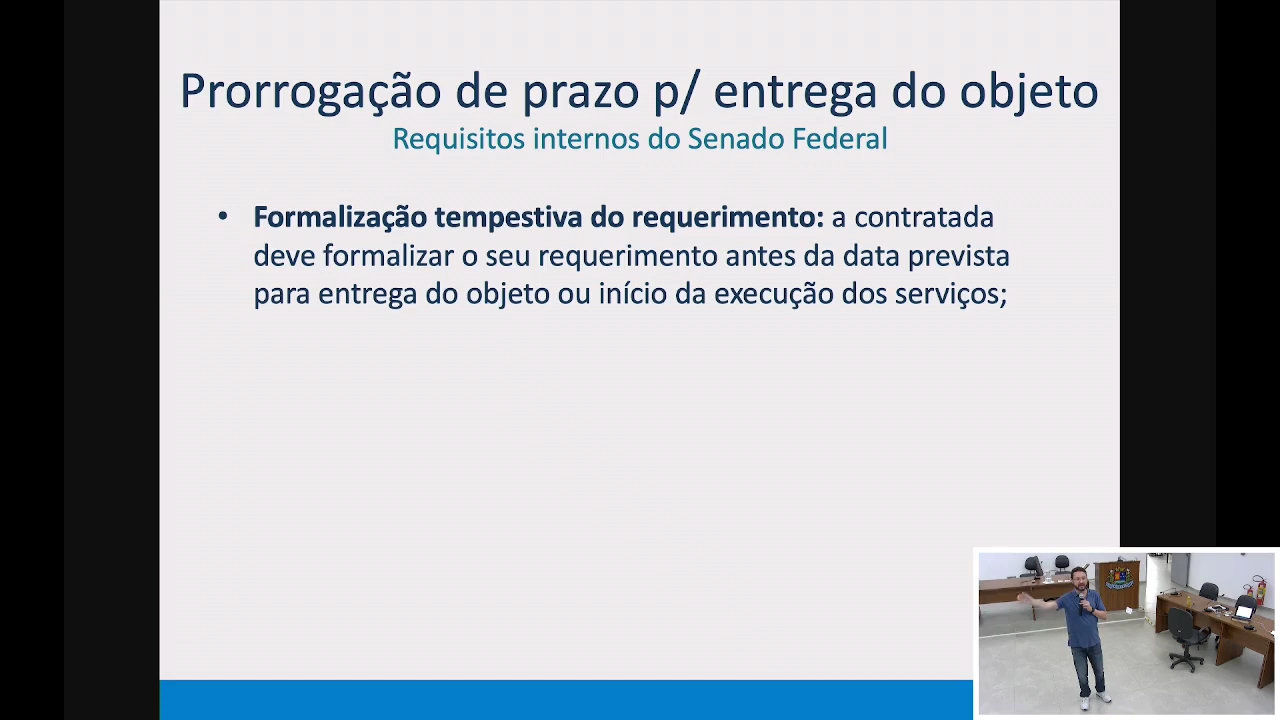 Prorrogação de prazo p/ entrega do objeto
Requisitos internos do Senado Federal
• Formalização tempestiva do requerimento: a contratada
deve formalizar o seu requerimento antes da data prevista
para entrega do objeto ou início da execução dos serviços;